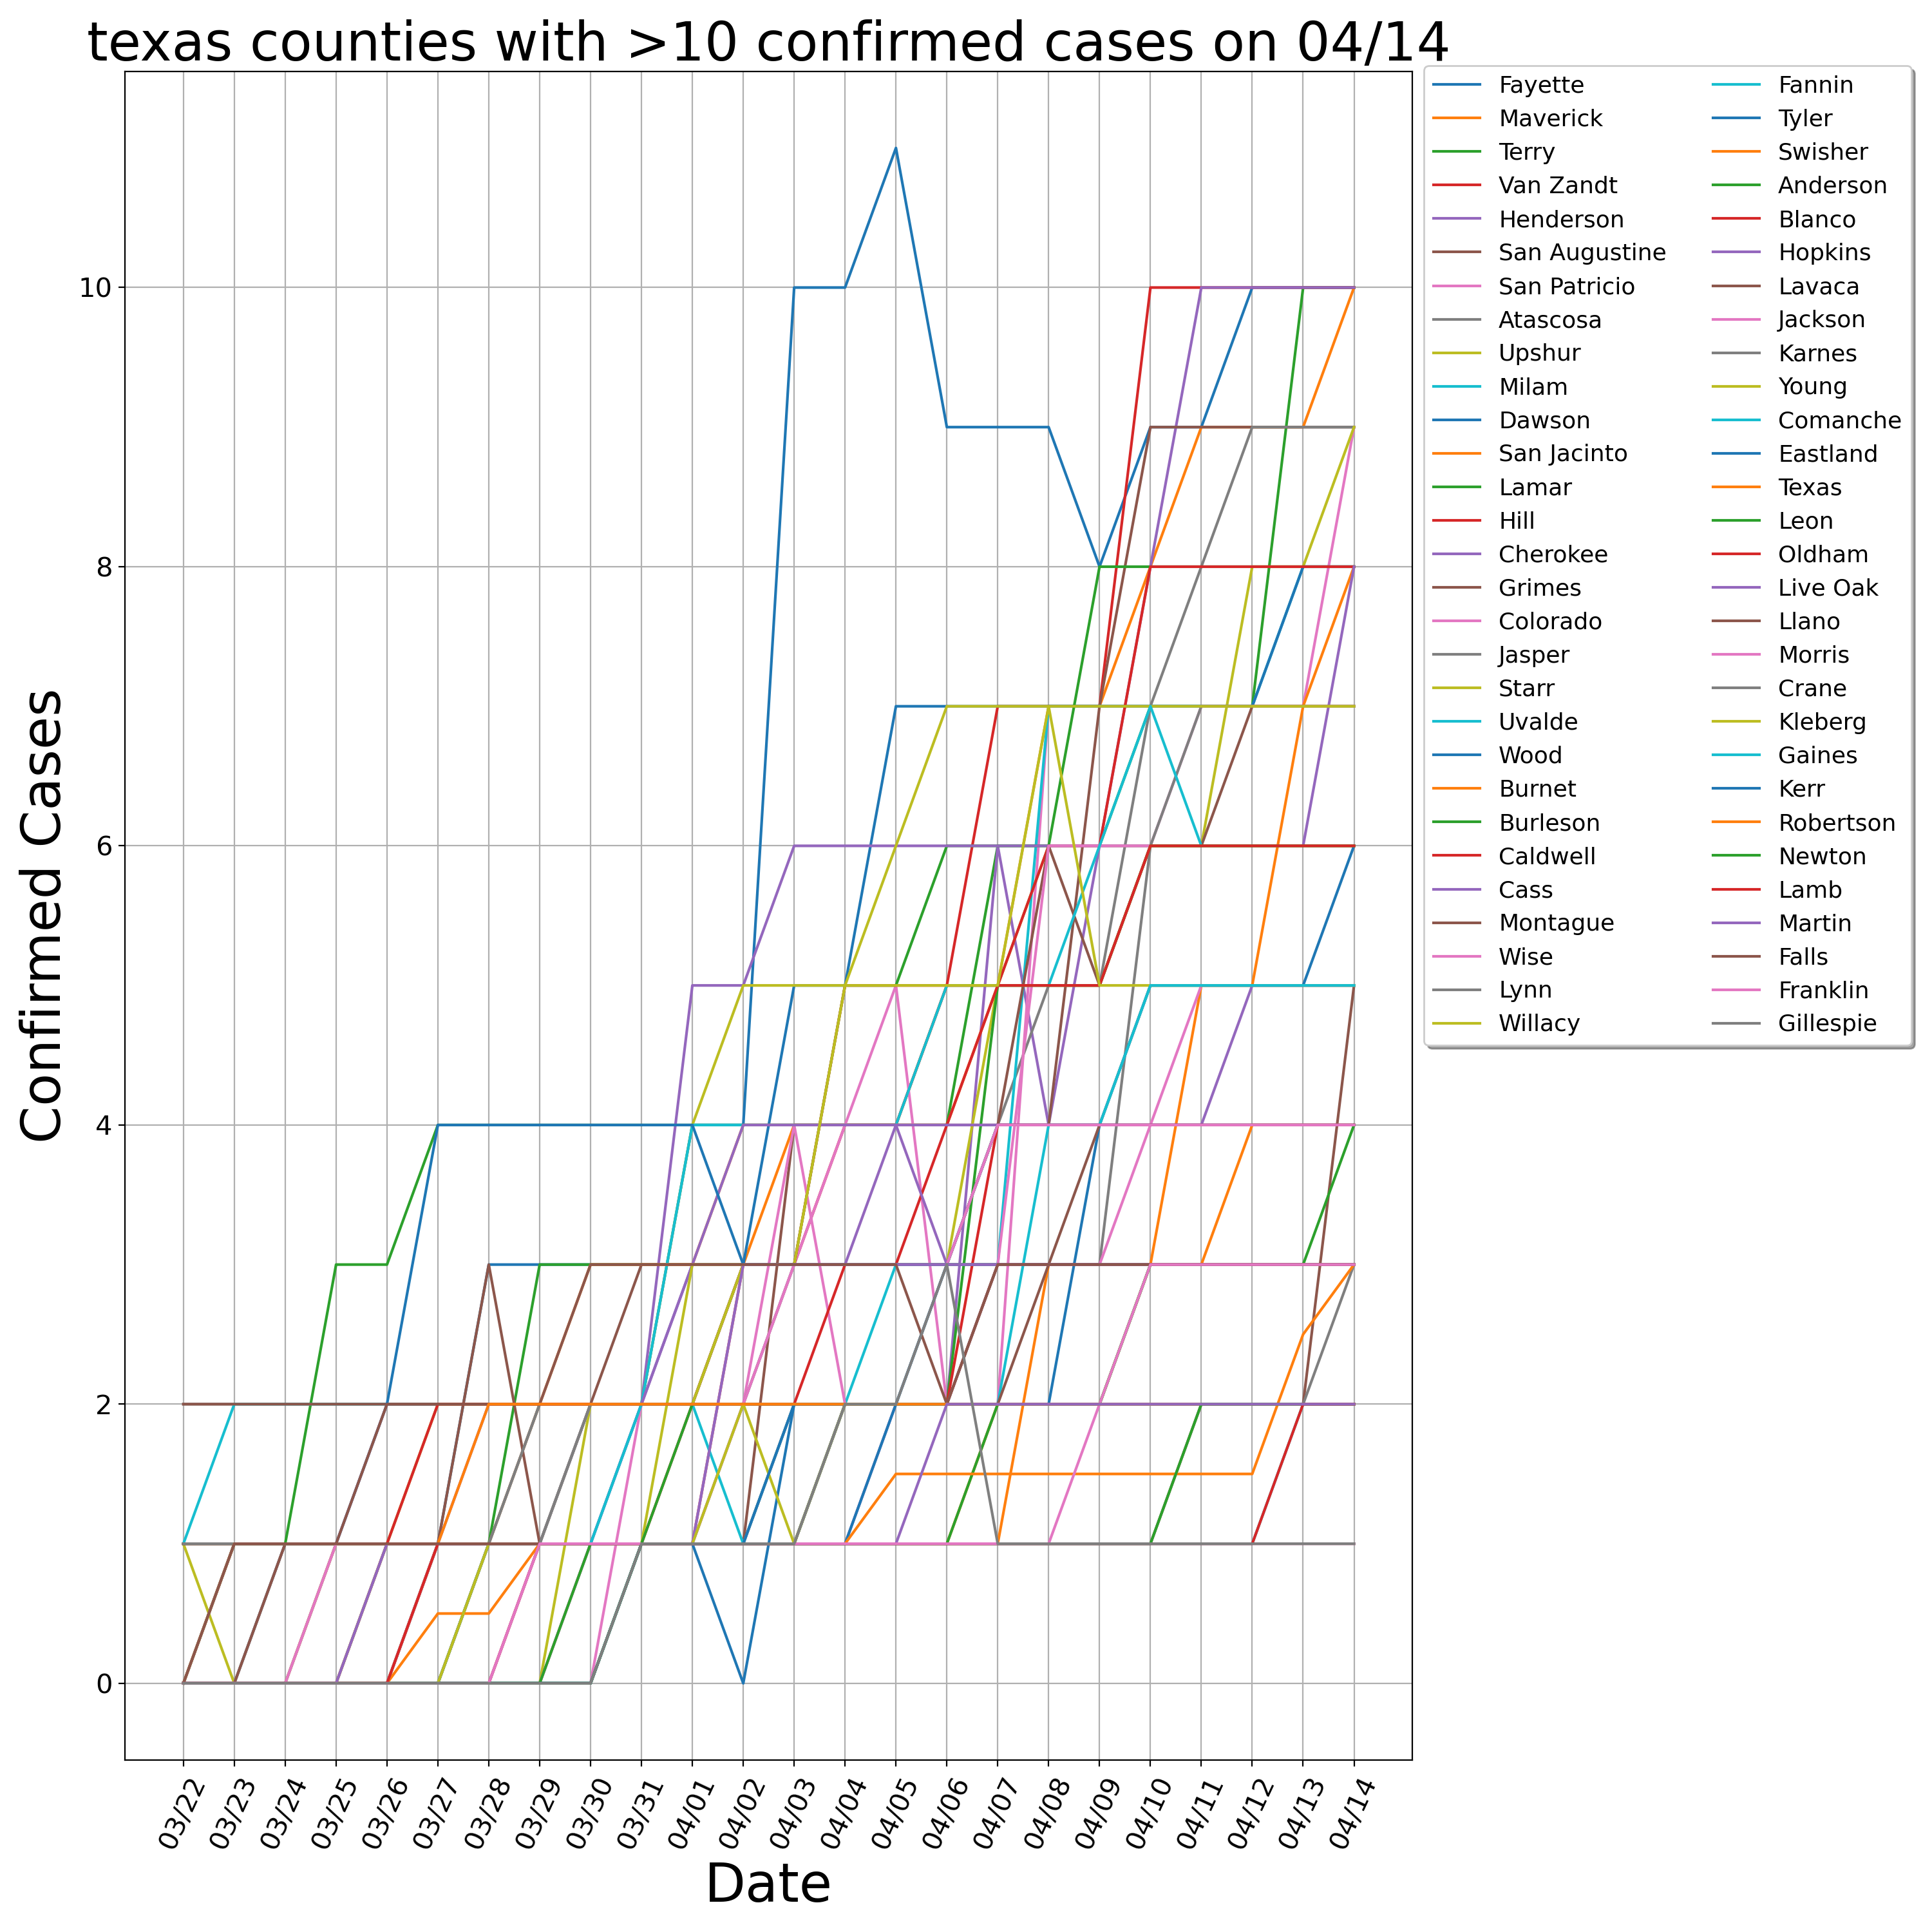 texas counties with >10 confirmed cases on 04/14
Confirmed Cases
10
8
6
4
2
0
03/22
03/23
03/24
03/25
03/26
03/27
03/28
03/29
03/30
03/31
04/01
04/02
04/03
04/04
04/05
04/06
04/07
04/08
04/09
04/10
04/11
04/12
04/13
04/14
Date
Fayette
Maverick
Terry
Van Zandt
Henderson
San Augustine
San Patricio
Atascosa
Upshur
Milam
Dawson
San Jacinto
Lamar
Hill
Cherokee
Grimes
Colorado
Jasper
Starr
Uvalde
Wood
Burnet
Burleson
Caldwell
Cass
Montague
Wise
Lynn
Willacy
Fannin
Tyler
Swisher
Anderson
Blanco
Hopkins
Lavaca
Jackson
Karnes
Young
Comanche
Eastland
Texas
Leon
Oldham
Live Oak
Llano
Morris
Crane
Kleberg
Gaines
Kerr
Robertson
Newton
Lamb
Martin
Falls
Franklin
Gillespie